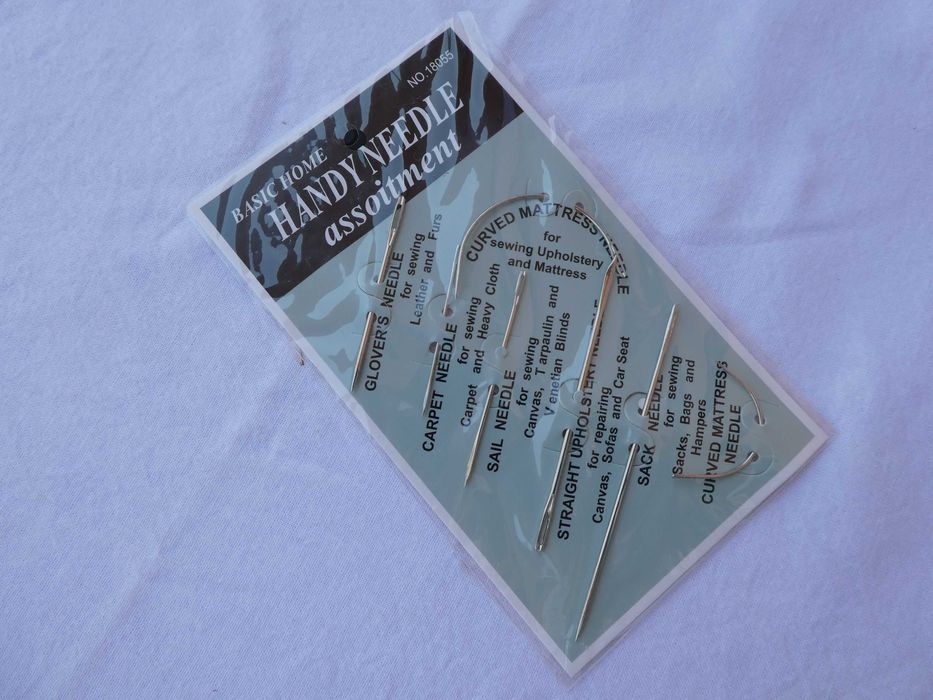 NO.18055
BASIC HOME
HANDY NEEDLE
assoitment
GLOVER'S NEEDLE
for sewing
Leather and Furs
CURVED MATTRESS NEEDLE
for
sewing Upholstery
and Mattress
CARPET NEEDLE
for sewing
Carpet and Heavy Cloth
SAIL NEEDLE
for sewing
Canvas, Tarpaulin and
Venetian Blinds
STRAIGHT UPHOLSTERY NEEDLE
for repairing
Canvas, Sofas and Car Seat
SACK NEEDLE
for sewing
Sacks, Bags and
Hampers
CURVED MATTRESS
NEEDLE